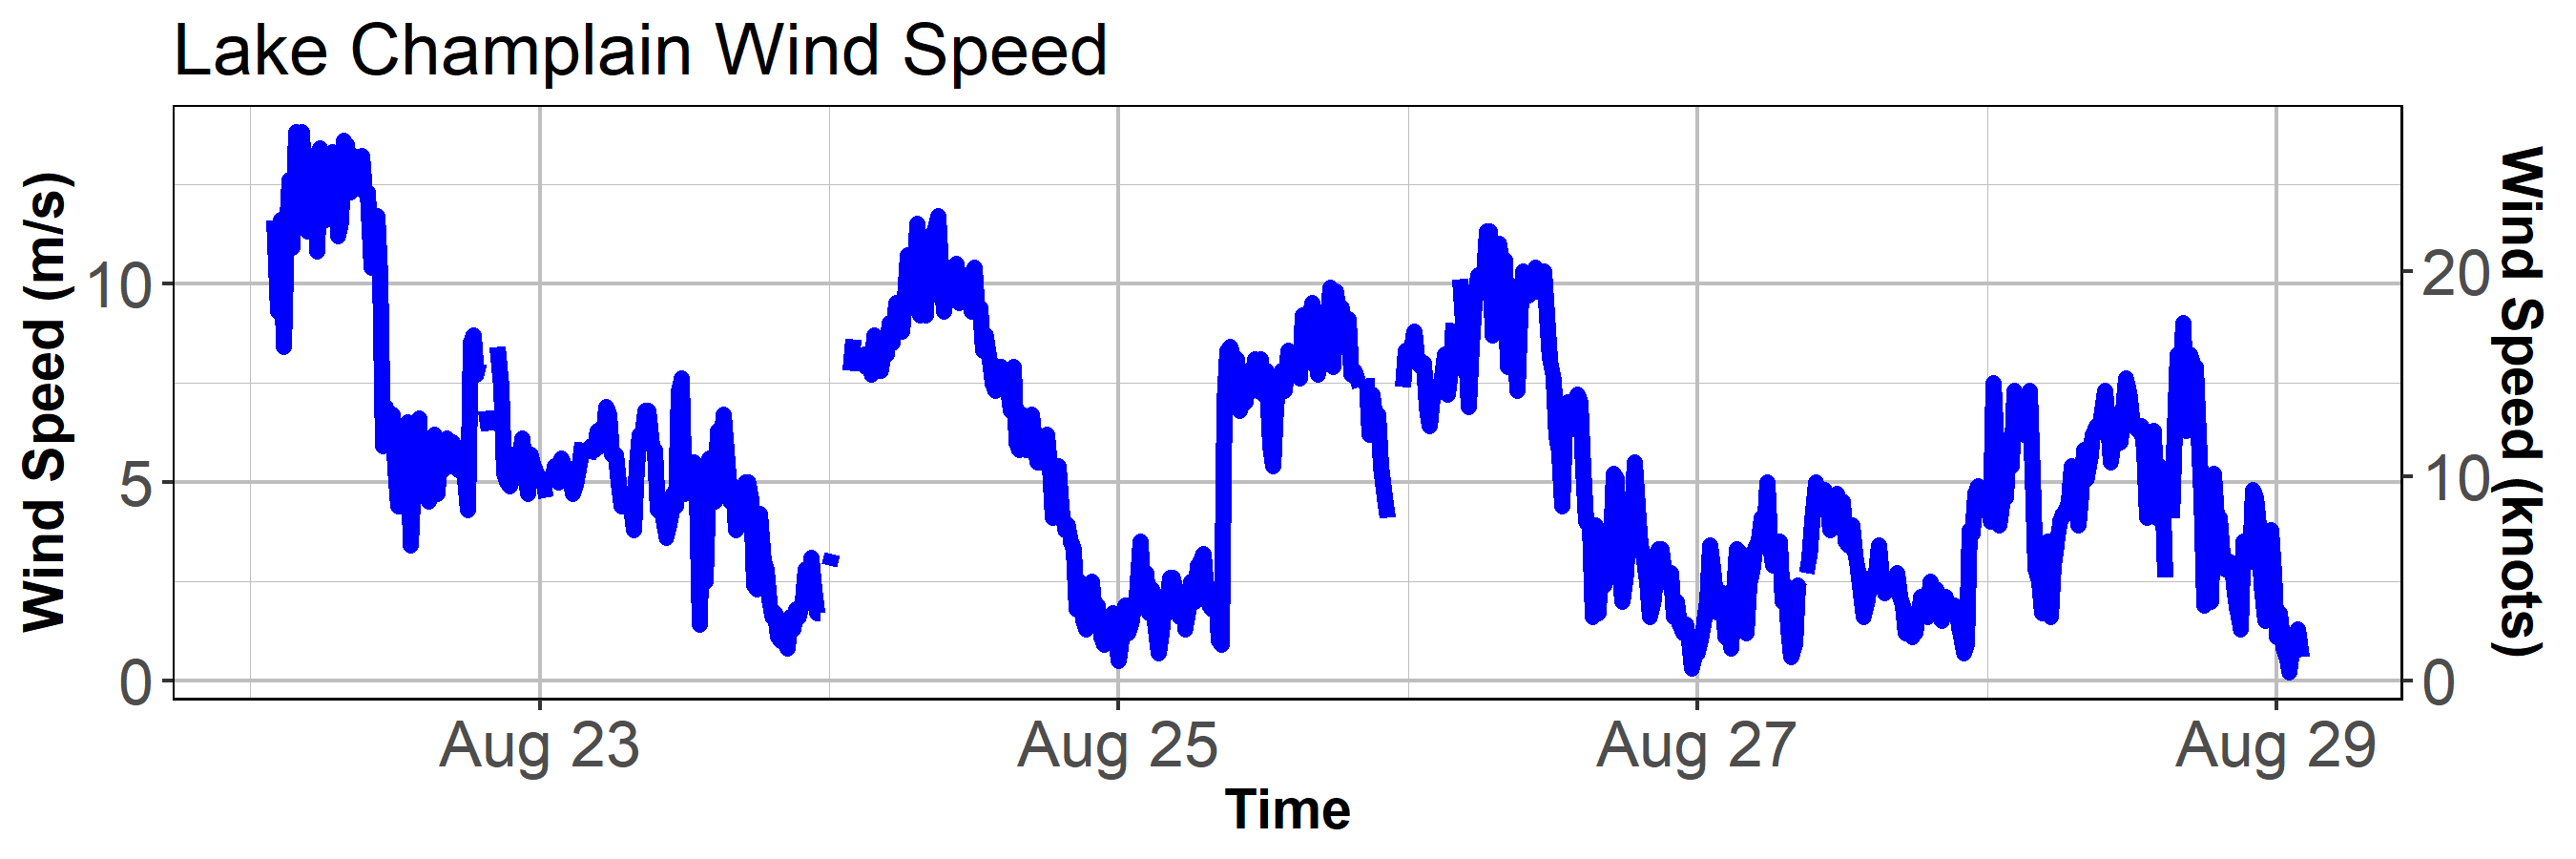 Lake Champlain Wind Speed
Wind Speed (m/s)
10
5
0
20
10
0
Wind Speed (knots)
Aug 23
Aug 25
Aug 27
Aug 29
Time